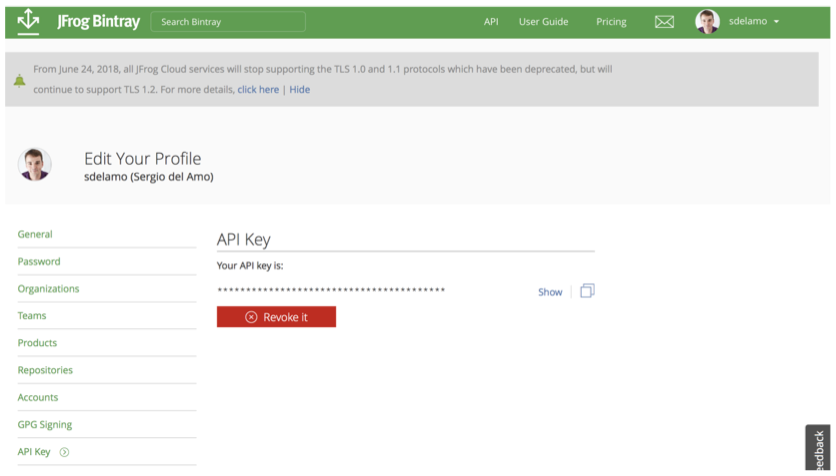 JFrog Bintray
Search Bintray
API
User Guide
Pricing
sdelamo
From June 24, 2018, all JFrog Cloud services will stop supporting the TLS 1.0 and 1.1 protocols which have been deprecated, but will
continue to support TLS 1.2. For more details, click here | Hide
Edit Your Profile
sdelamo (Sergio del Amo)
General
Password
Organizations
Teams
Products
Repositories
Accounts
GPG Signing
API Key
API Key
Your API key is:
****************************************
Show
Revoke it
edback